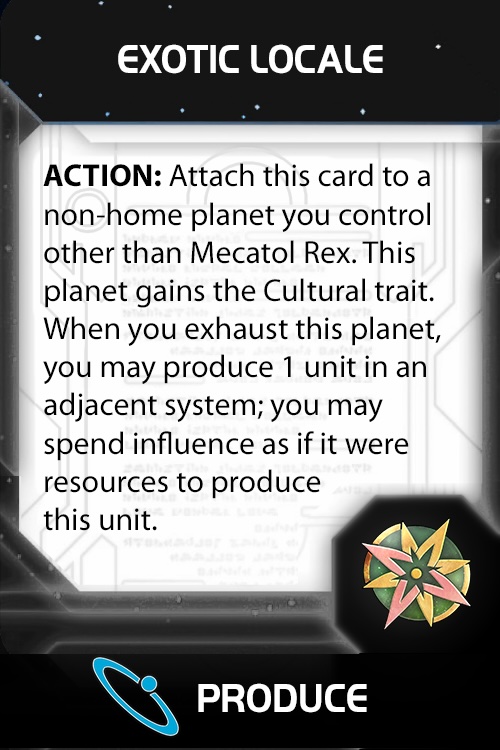 EXOTIC LOCALE
ACTION: Attach this card to a
non-home planet you control
other than Mecatol Rex. This
planet gains the Cultural trait.
When you exhaust this planet,
you may produce 1 unit in an
adjacent system; you may
spend influence as if it were
resources to produce
this unit.
PRODUCE